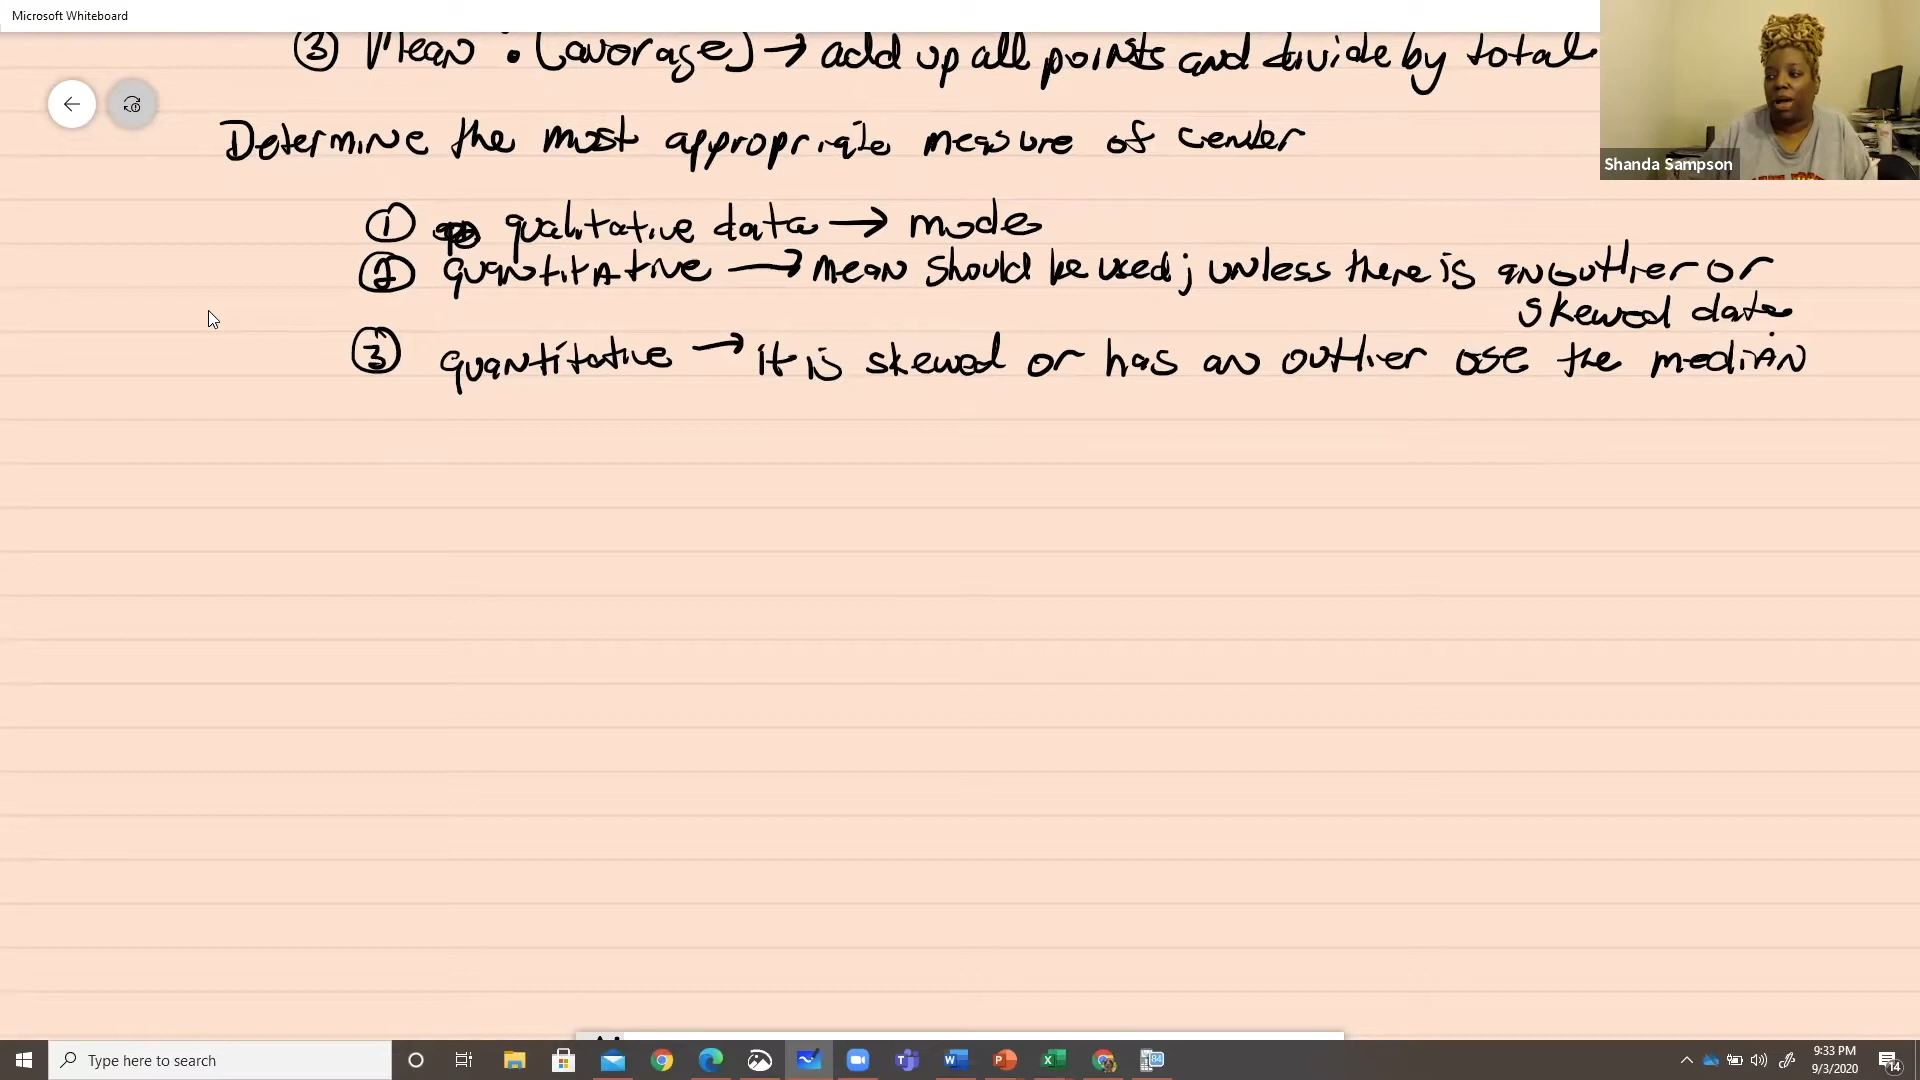 Microsoft Whiteboard
③ Mean : (average) → add up all points and divide by total
Shanda Sampson
Determine the most appropriate measure of center
① qualitative data → mode
② quantitative → mean should be used; unless there is an outlier or
skewed data
③ quantitative → it is skewed or has an outlier use the median
Type here to search
84
9:33 PM
9/3/2020
14